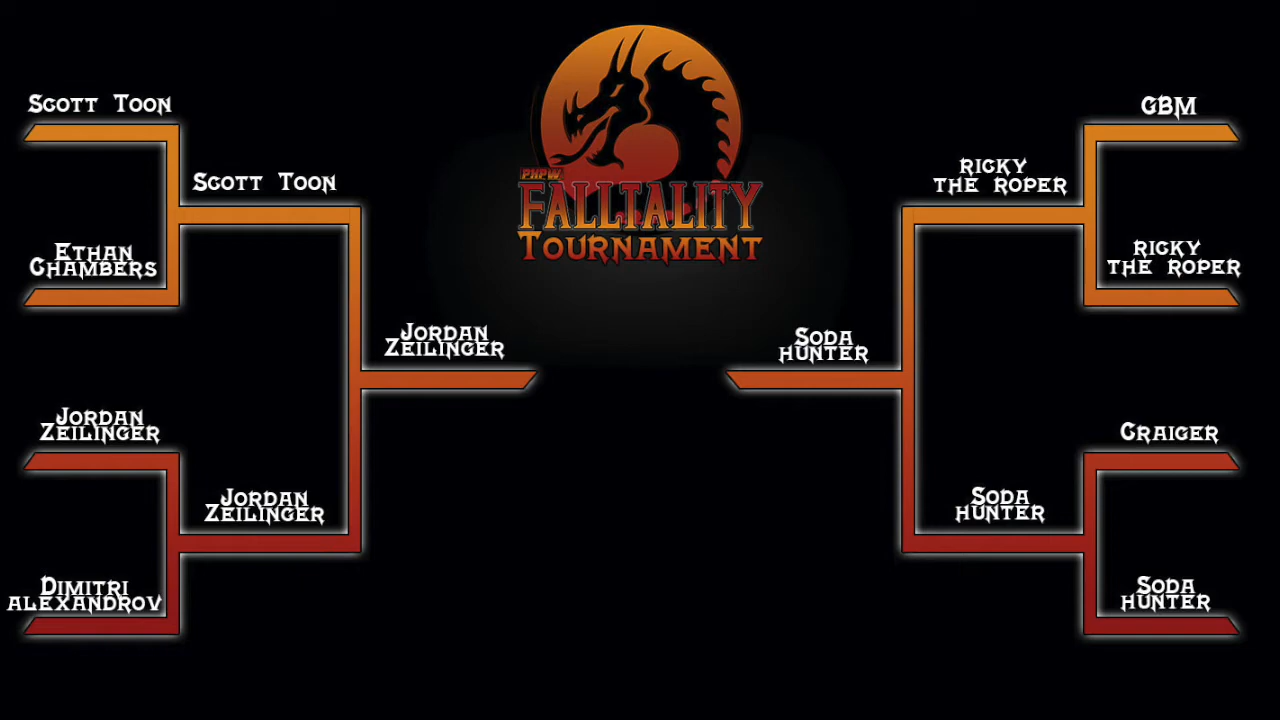 PHPW
FALLTALITY
TOURNAMENT
SCOTT TOON
ETHAN
CHAMBERS
SCOTT TOON
JORDAN
ZEILINGER
DIMITRI
ALEXANDROV
JORDAN
ZEILINGER
JORDAN
ZEILINGER
SODA
HUNTER
RICKY
THE ROPER
SODA
HUNTER
GBM
RICKY
THE ROPER
CRAIGER
SODA
HUNTER